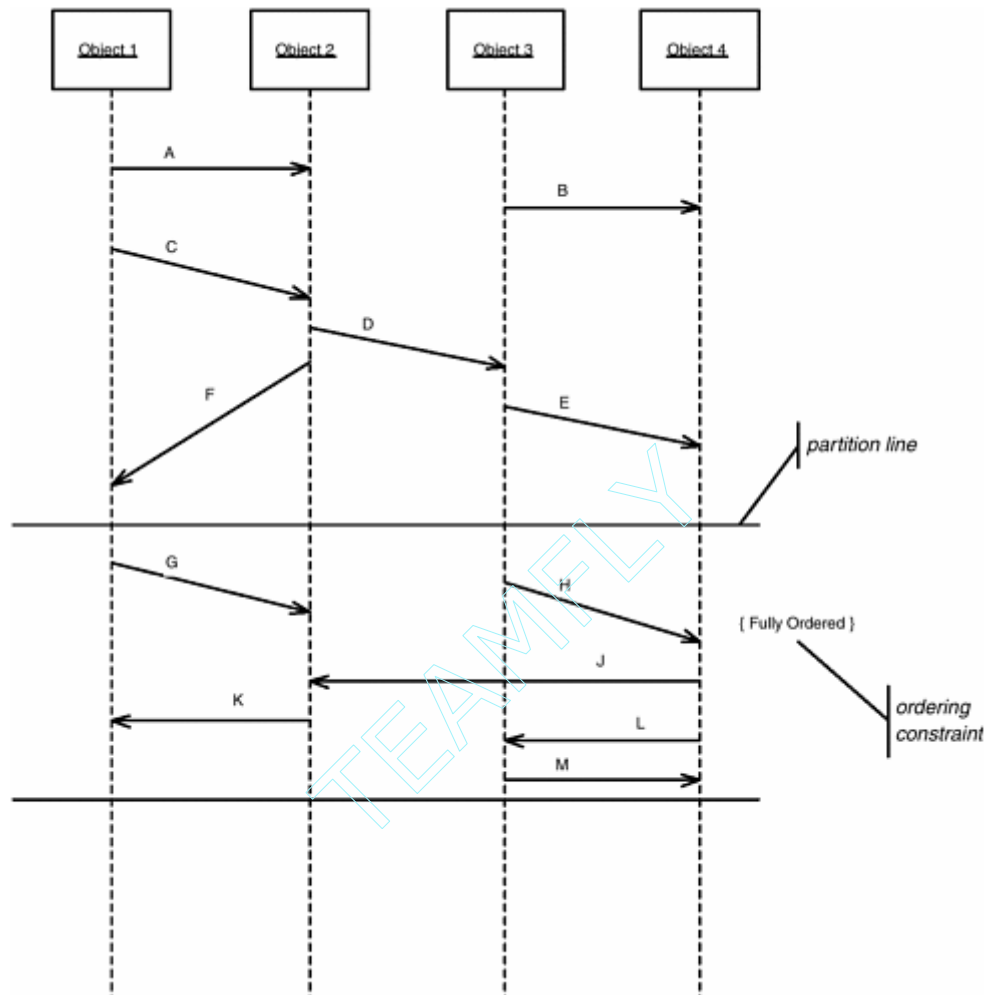 Object 1
Object 2
Object 3
Object 4
A
B
C
D
F
E
partition line
G
H
{ Fully Ordered }
J
K
ordering
constraint
L
M
TEAMFLY